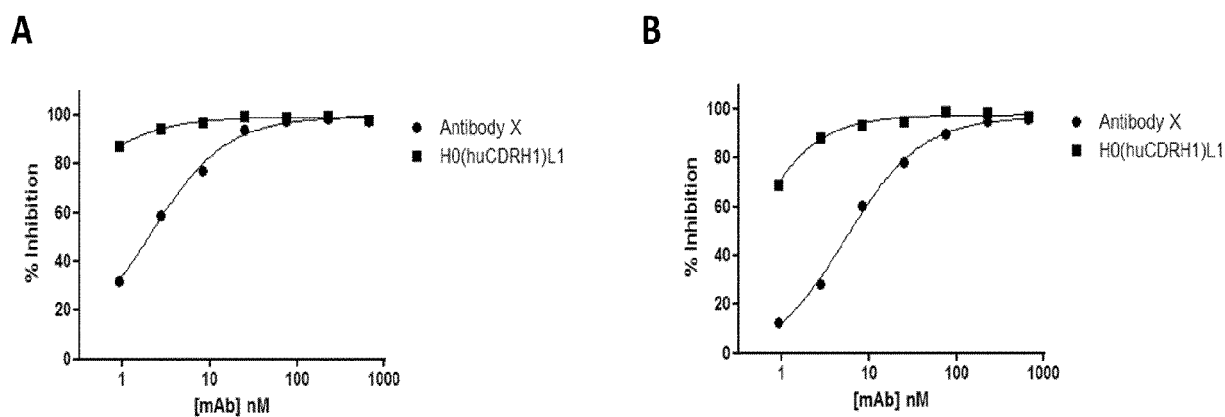 A
% Inhibition
100
80
60
40
20
0
1 10 100 1000
[mAb] nM
Antibody X
H0(huCDRH1)L1
B
% Inhibition
100
80
60
40
20
0
1 10 100 1000
[mAb] nM
Antibody X
H0(huCDRH1)L1